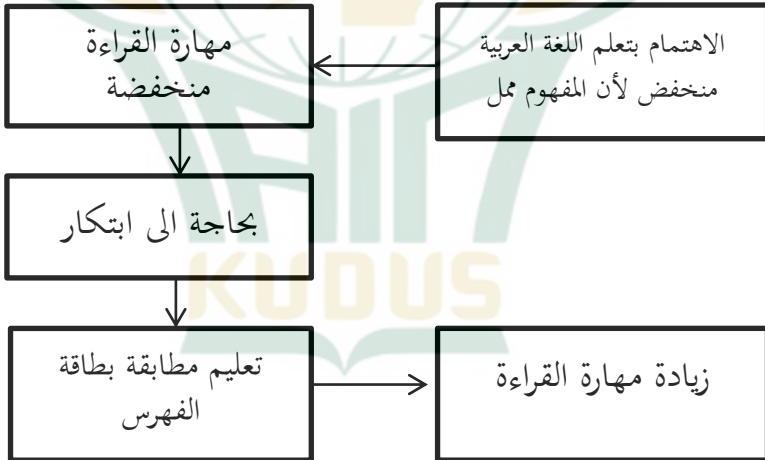 الاهتمام بتعلم اللغة العربية
منخفض لأن المفهوم ممل
مهارة القراءة
منخفضة
بحاجة الى ابتكار
KUDUS
تعليم مطابقة بطاقة
الفهرس
زيادة مهارة القراءة